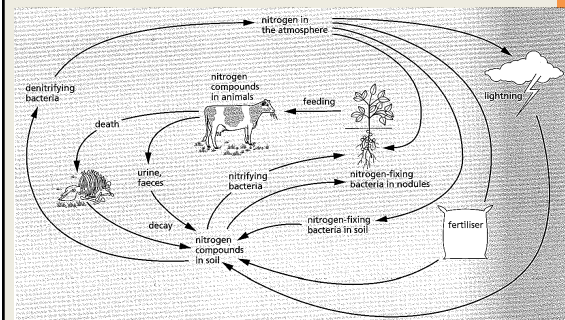 nitrogen in
the atmosphere
denitrifying
bacteria
nitrogen
compounds
in animals
feeding
lightning
death
urine,
faeces
nitrifying
bacteria
nitrogen-fixing
bacteria in nodules
decay
nitrogen-fixing
bacteria in soil
fertiliser
nitrogen
compounds
in soil